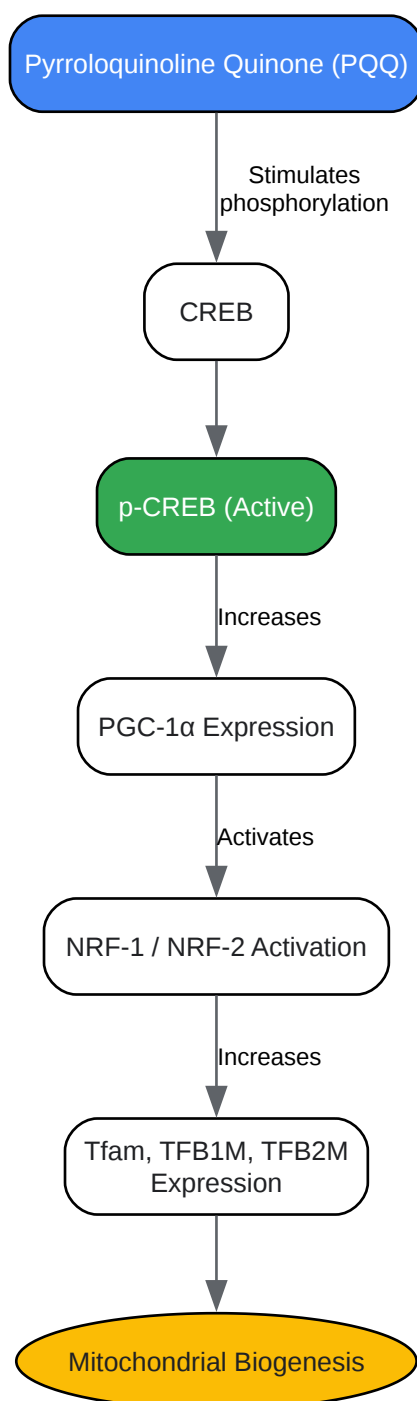 Pyrroloquinoline Quinone (PQQ)
Stimulates
phosphorylation
CREB
p-CREB (Active)
Increases
PGC-1α Expression
Activates
NRF-1 / NRF-2 Activation
Increases
Tfam, TFB1M, TFB2M
Expression
Mitochondrial Biogenesis